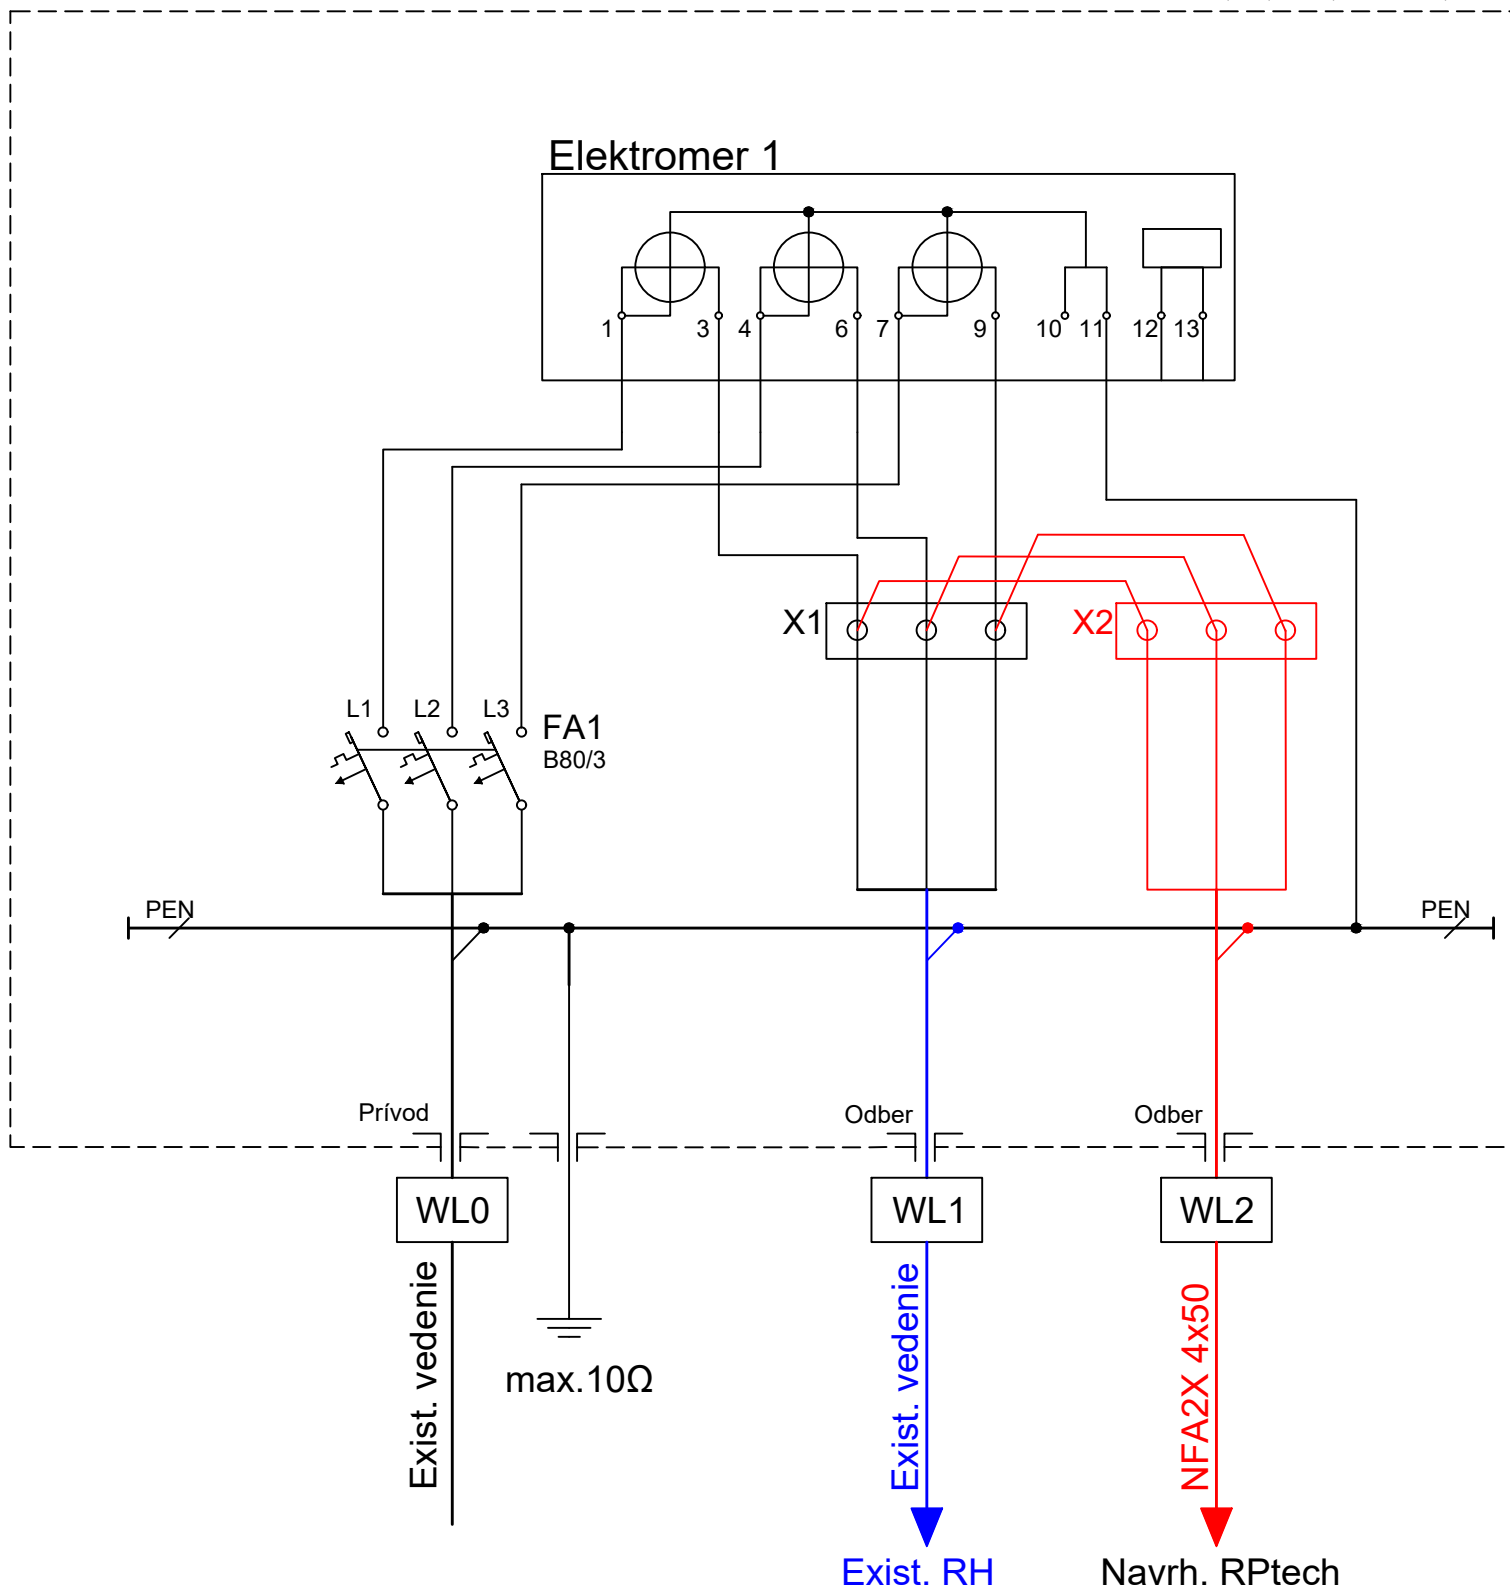 Elektromer 1
1 3 4 6 7 9 10 11 12 13
X1 X2
L1 L2 L3 FA1
B80/3
PEN PEN
Prívod Odber Odber
WL0 WL1 WL2
Exist. vedenie
max.10Ω
Exist. vedenie
NFA2X 4x50
Exist. RH Navrh. RPtech